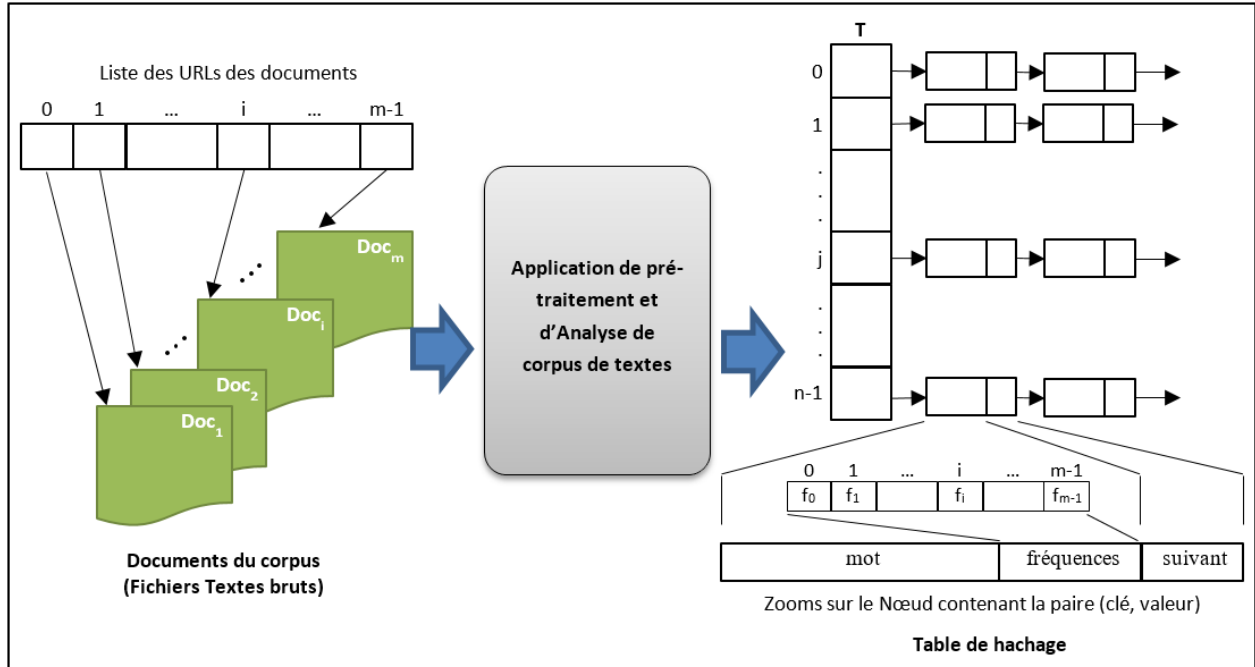 Liste des URLs des documents
0 1 ... i ... m-1
Doc1
Doc2
Doci
Docm
Documents du corpus
(Fichiers Textes bruts)
Application de pré-
traitement et
d’Analyse de
corpus de textes
T
0
1
.
.
.
j
.
.
.
n-1
0 1 ... i ... m-1
f0 f1 fi fm-1
mot fréquences suivant
Zooms sur le Nœud contenant la paire (clé, valeur)
Table de hachage